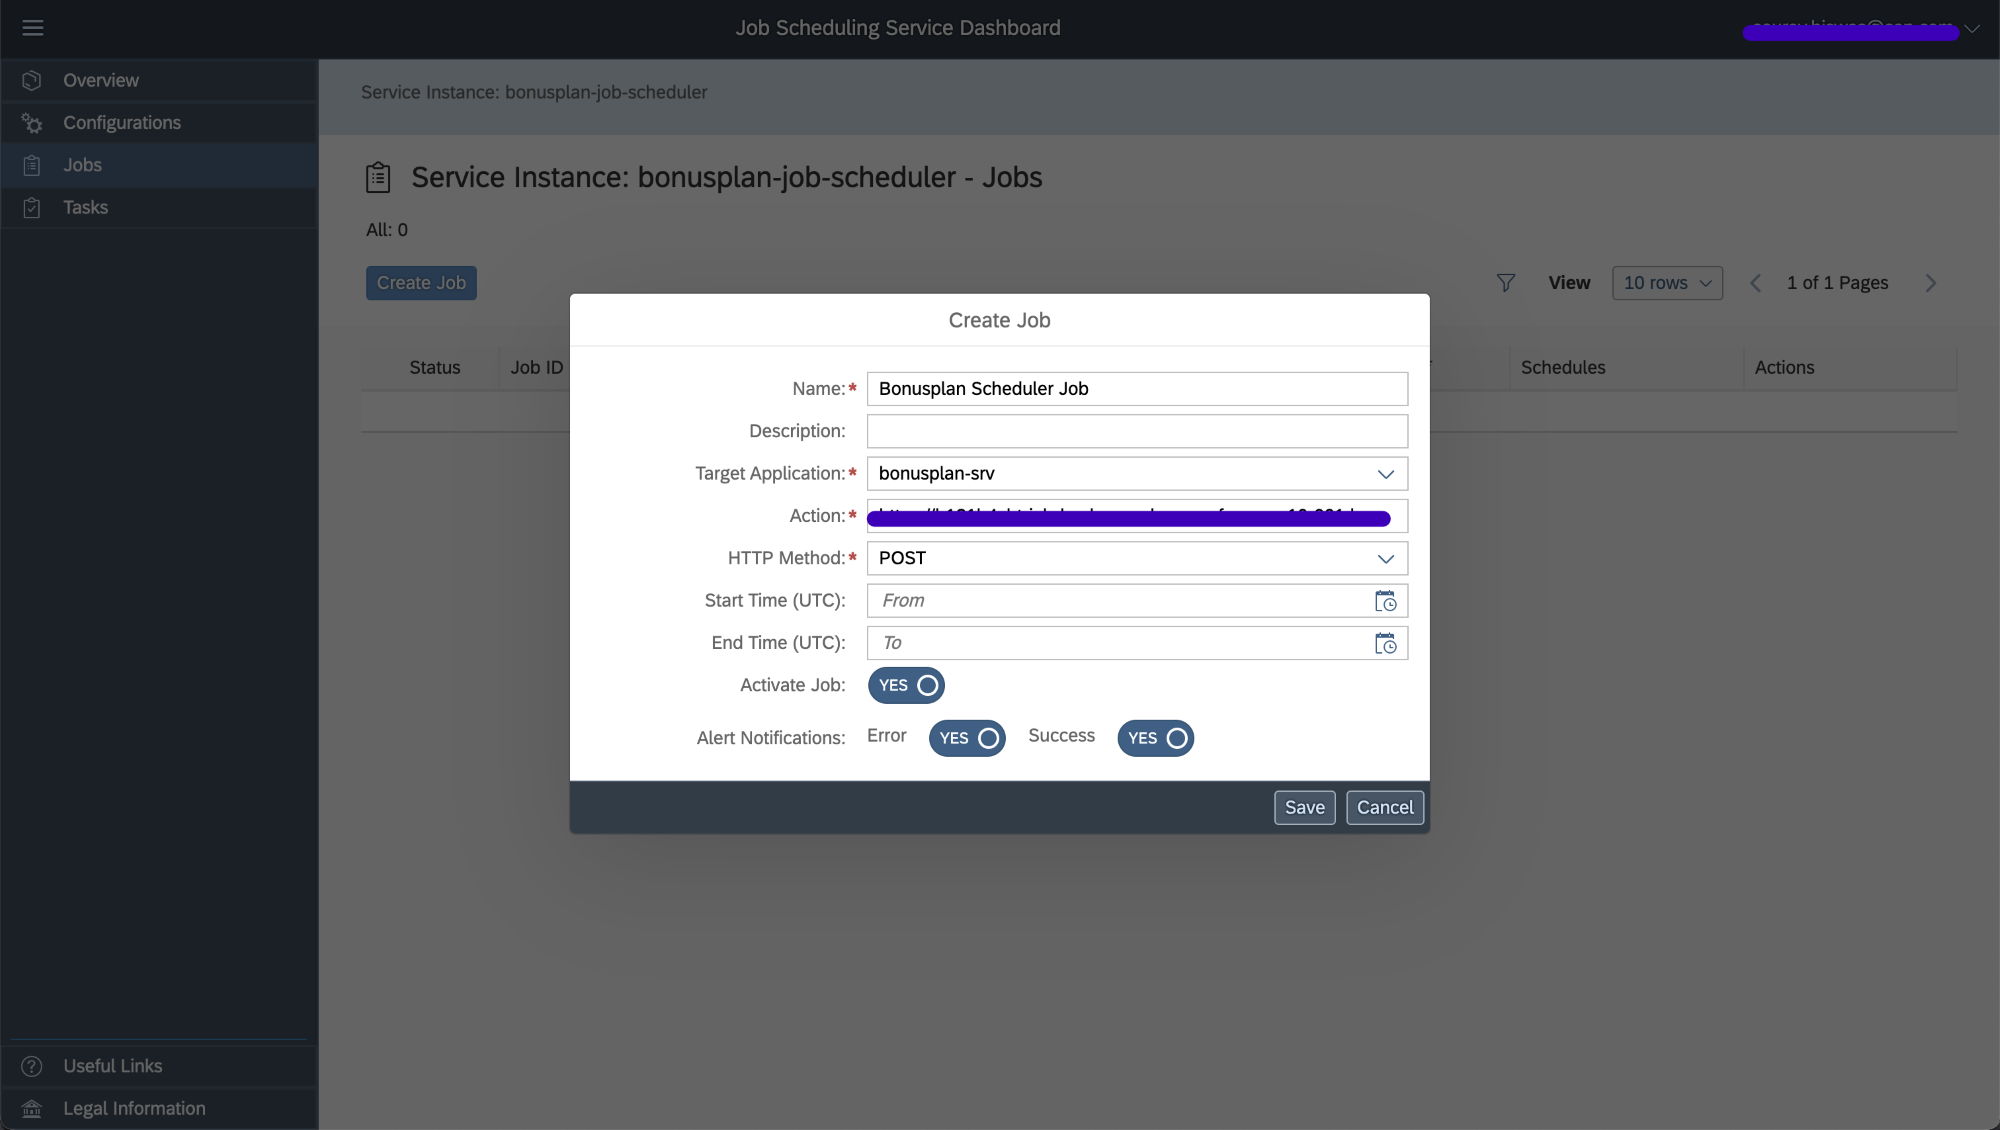 Job Scheduling Service Dashboard
Overview
Configurations
Jobs
Tasks
Service Instance: bonusplan-job-scheduler
Service Instance: bonusplan-job-scheduler - Jobs
All: 0
Create Job
View
10 rows
1 of 1 Pages
Status
Job ID
Schedules
Actions
Create Job
Name:*
Bonusplan Scheduler Job
Description:
Target Application:*
bonusplan-srv
Action:*
HTTP Method:*
POST
Start Time (UTC):
From
End Time (UTC):
To
Activate Job:
YES
Alert Notifications:
Error
YES
Success
YES
Save
Cancel
Useful Links
Legal Information